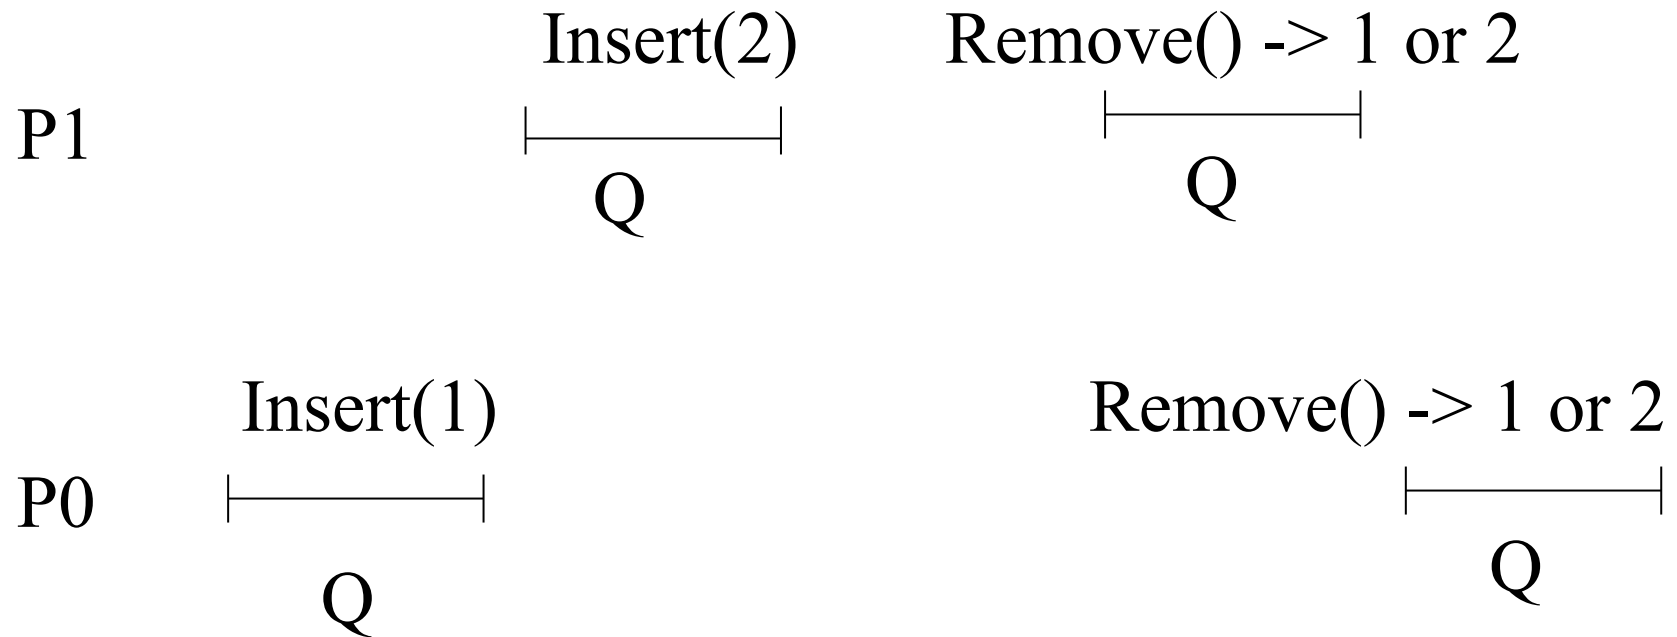 Insert(2) Remove() -> 1 or 2
P1
Q Q
Insert(1) Remove() -> 1 or 2
P0
Q Q